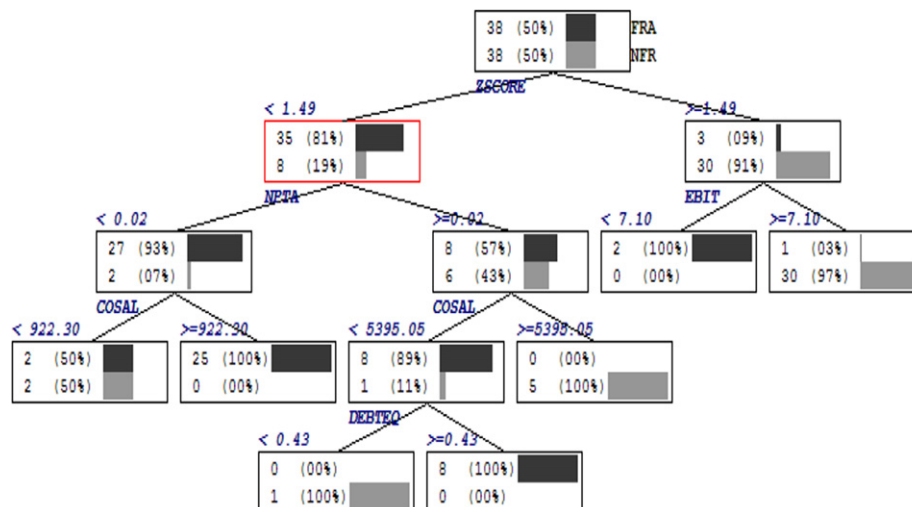 38 (50%) FRA
38 (50%) NFR
ZSCORE
< 1.49 >=1.49
35 (81%) 3 (09%)
8 (19%) 30 (91%)
NPTA EBIT
< 0.02 >=0.02 < 7.10 >=7.10
27 (93%) 8 (57%) 2 (100%) 1 (03%)
2 (07%) 6 (43%) 0 (00%) 30 (97%)
COSAL COSAL
< 922.30 >=922.30 < 5395.05 >=5395.05
2 (50%) 25 (100%) 8 (89%) 0 (00%)
2 (50%) 0 (00%) 1 (11%) 5 (100%)
DEBTEQ
< 0.43 >=0.43
0 (00%) 8 (100%)
1 (100%) 0 (00%)